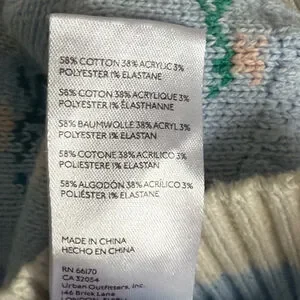 58% COTTON 38% ACRYLIC 3%
POLYESTER 1% ELASTANE
58% COTON 38% ACRYLIQUE 3%
POLYESTER 1% ÉLASTHANNE
58% BAUMWOLLE 38% ACRYL 3%
POLYESTER 1% ELASTAN
58% COTONE 38% ACRILICO 3%
POLIESTERE 1% ELASTAN
58% ALGODÓN 38% ACRÍLICO 3%
POLIÉSTER 1% ELASTANE
MADE IN CHINA
HECHO EN CHINA
RN 66170
CA 32054
Urban Outfitters, Inc.
146 Brick Lane